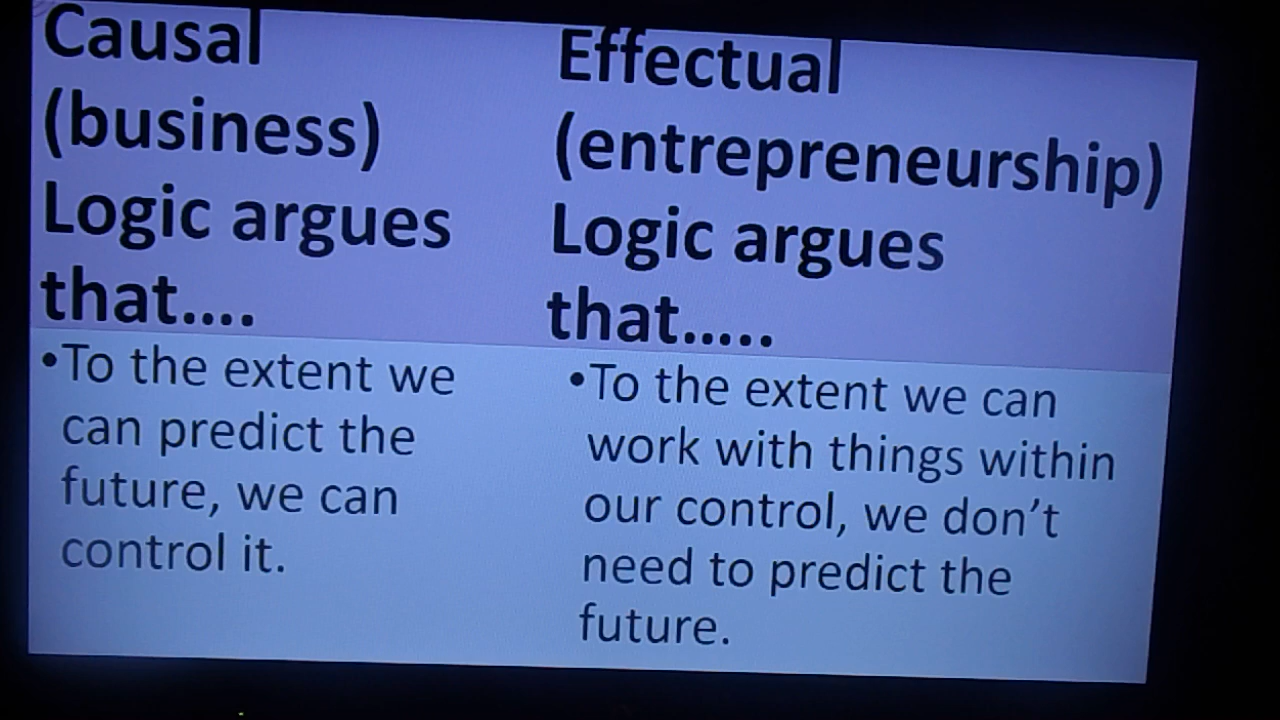 Causal
(business)
Logic argues
that....
•To the extent we
can predict the
future, we can
control it.
Effectual
(entrepreneurship)
Logic argues
that.....
•To the extent we can
work with things within
our control, we don’t
need to predict the
future.